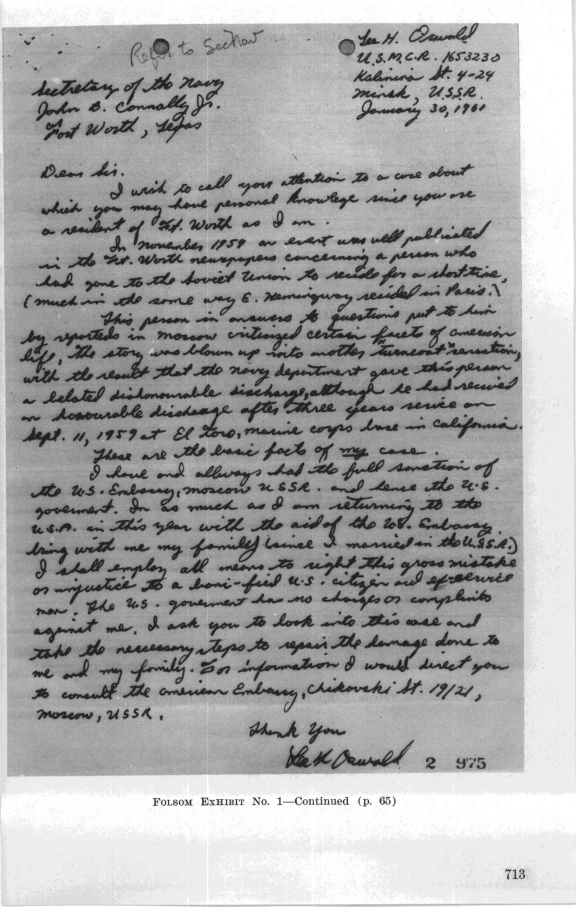 Refer to SecNav
Lee H. Oswald
U.S.M.C.R. 1653230
Kalinina St. 4-24
Minsk, U.S.S.R.
January 30, 1961
Secretary of the Navy
John B. Connally Jr.
Fort Worth, Texas
Dear Sir.
I wish to call your attention to a case about
which you may have personal knowlege since you are
a resident of Ft. Worth as I am.
In November 1959 an event was well publicated
in the Ft. Worth newspapers concerning a person who
had gone to the Soviet Union to reside for a short time,
(much in the same way E. Hemingway resided in Paris.)
This person in answers to questions put to him
by reporteds in Moscow criticized certain facets of american
life, the story was blown up into another "turncoat" sensation,
with the result that the Navy department gave this person
a belated dishonourable discharge, although he had received
an honourable discharge after three years serice on
Sept. 11, 1959 at El Toro, Marine corps base in California.
These are the basic facts of my case.
I have and allways had the full sanction of
the U.S. Embassy, Moscow USSR. and hence the U.S.
goverment. In as much as I am returning to the
U.S.A. in this year with the aid of the U.S. Embassy,
bring with me my family (since I married in the U.S.S.R.)
I shall employ all means to right this gross mistake
or injustice to a boni-fied U.S. citizen and ex-service
man. The U.S. goverment has no charges or complaints
against me. I ask you to look into this case and
take the neccessary steps to repair the damage done to
me and my family. For information I would direct you
to consult the american Embassy, Chikovski St. 19/21,
Moscow, USSR.
Thank You
Lee H. Oswald
2 975
FOLSOM EXHIBIT NO. 1—Continued (p. 65)
713